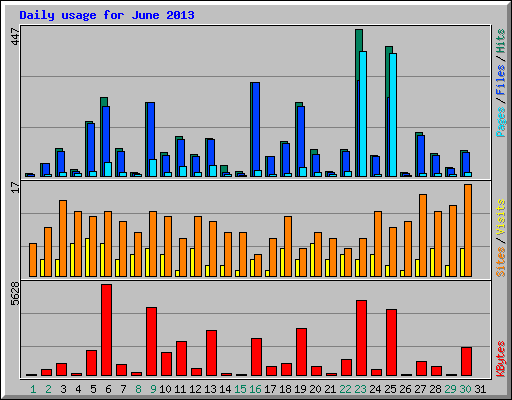 Daily usage for June 2013
447
Pages / Files / Hits
17
Sites / Visits
5628
KBytes
1 2 3 4 5 6 7 8 9 10 11 12 13 14 15 16 17 18 19 20 21 22 23 24 25 26 27 28 29 30 31